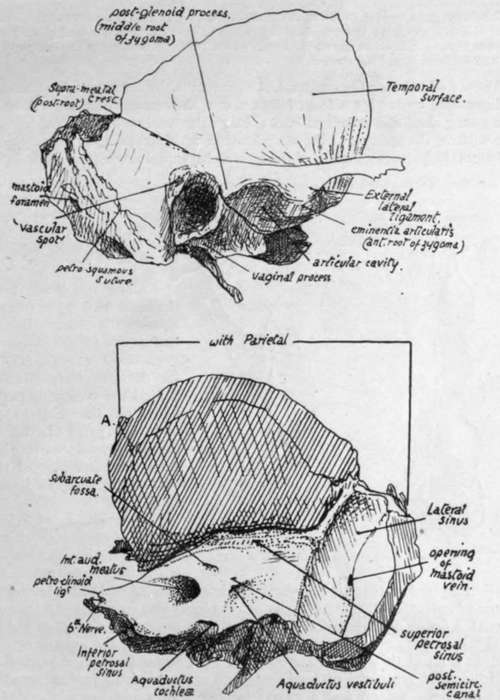 post-glenoid process.
(middle root
of zygoma)
Supra-meatal
crest.
(post root)
Temporal
surface.
mastoid
foramen
"vascular
spot"
petro-squamous
suture.
External
lateral
ligament.
eminentia articularis
(ant. root of zygoma)
articular cavity.
vaginal process
with Parietal
A.
Subarcuate
fossa.
Lateral
sinus
Int. aud.
meatus
petro-clinoid
ligt
opening
of
mastoid
vein.
6th Nerve.
Inferior
petrosal
sinus
superior
petrosal
sinus
Aquaductus
cochleæ
Aquaductus vestibuli
post.
semicirc.
canal